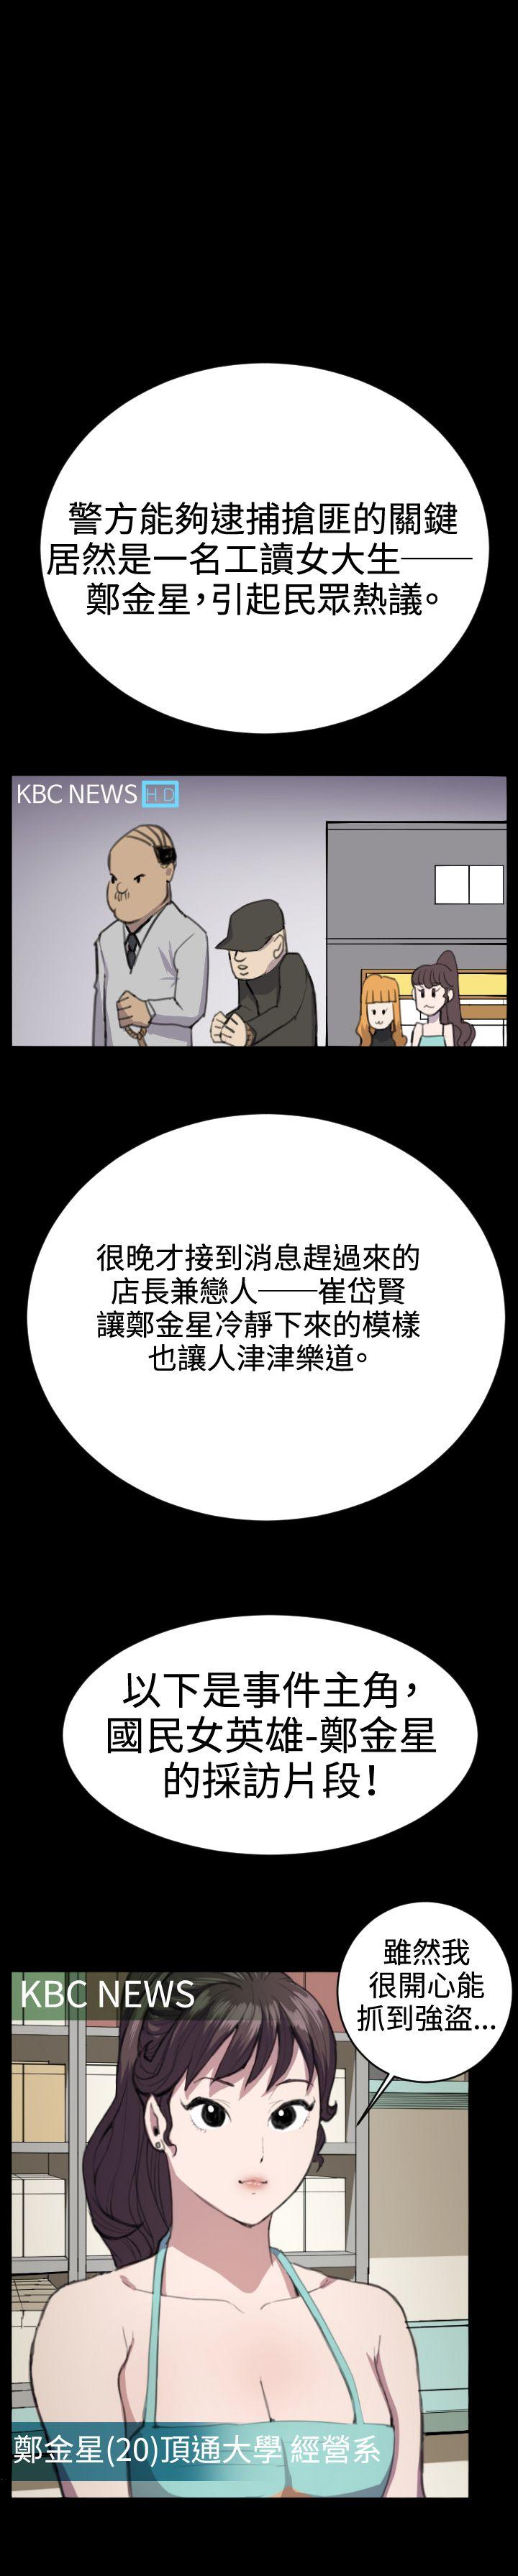 警方能夠逮捕搶匪的關鍵
居然是一名工讀女大生——
鄭金星，引起民眾熱議。
KBC NEWS HD
很晚才接到消息趕過來的
店長兼戀人——崔岱賢
讓鄭金星冷靜下來的模樣
也讓人津津樂道。
以下是事件主角，
國民女英雄-鄭金星
的採訪片段！
雖然我
很開心能
抓到強盜...
KBC NEWS
鄭金星(20)頂通大學 經營系